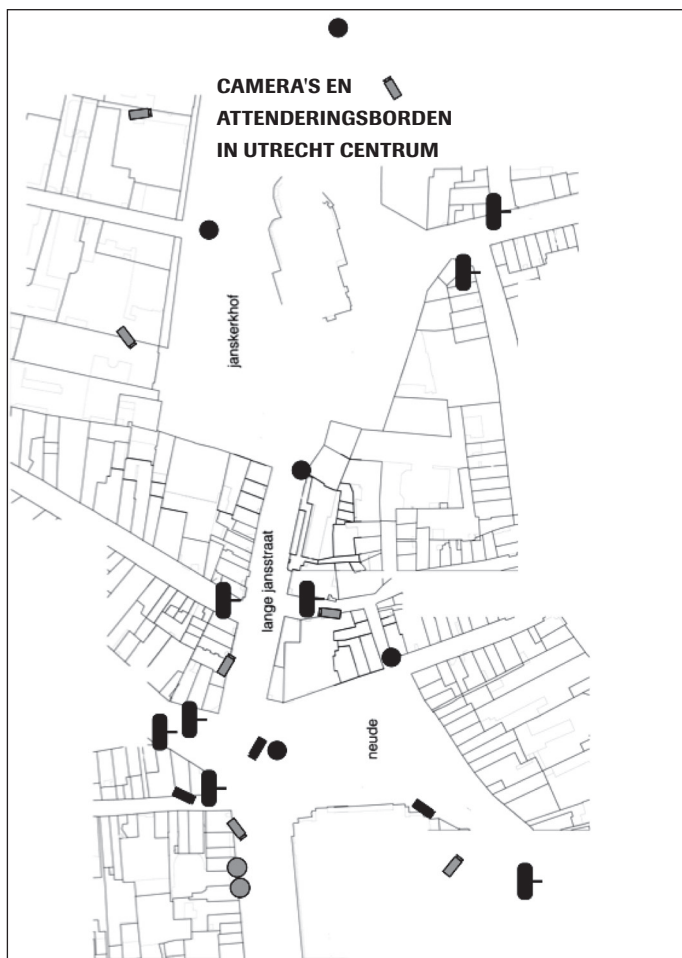 CAMERA'S EN
ATTENDERINGSBORDEN
IN UTRECHT CENTRUM
janskerkhof
lange jansstraat
neude